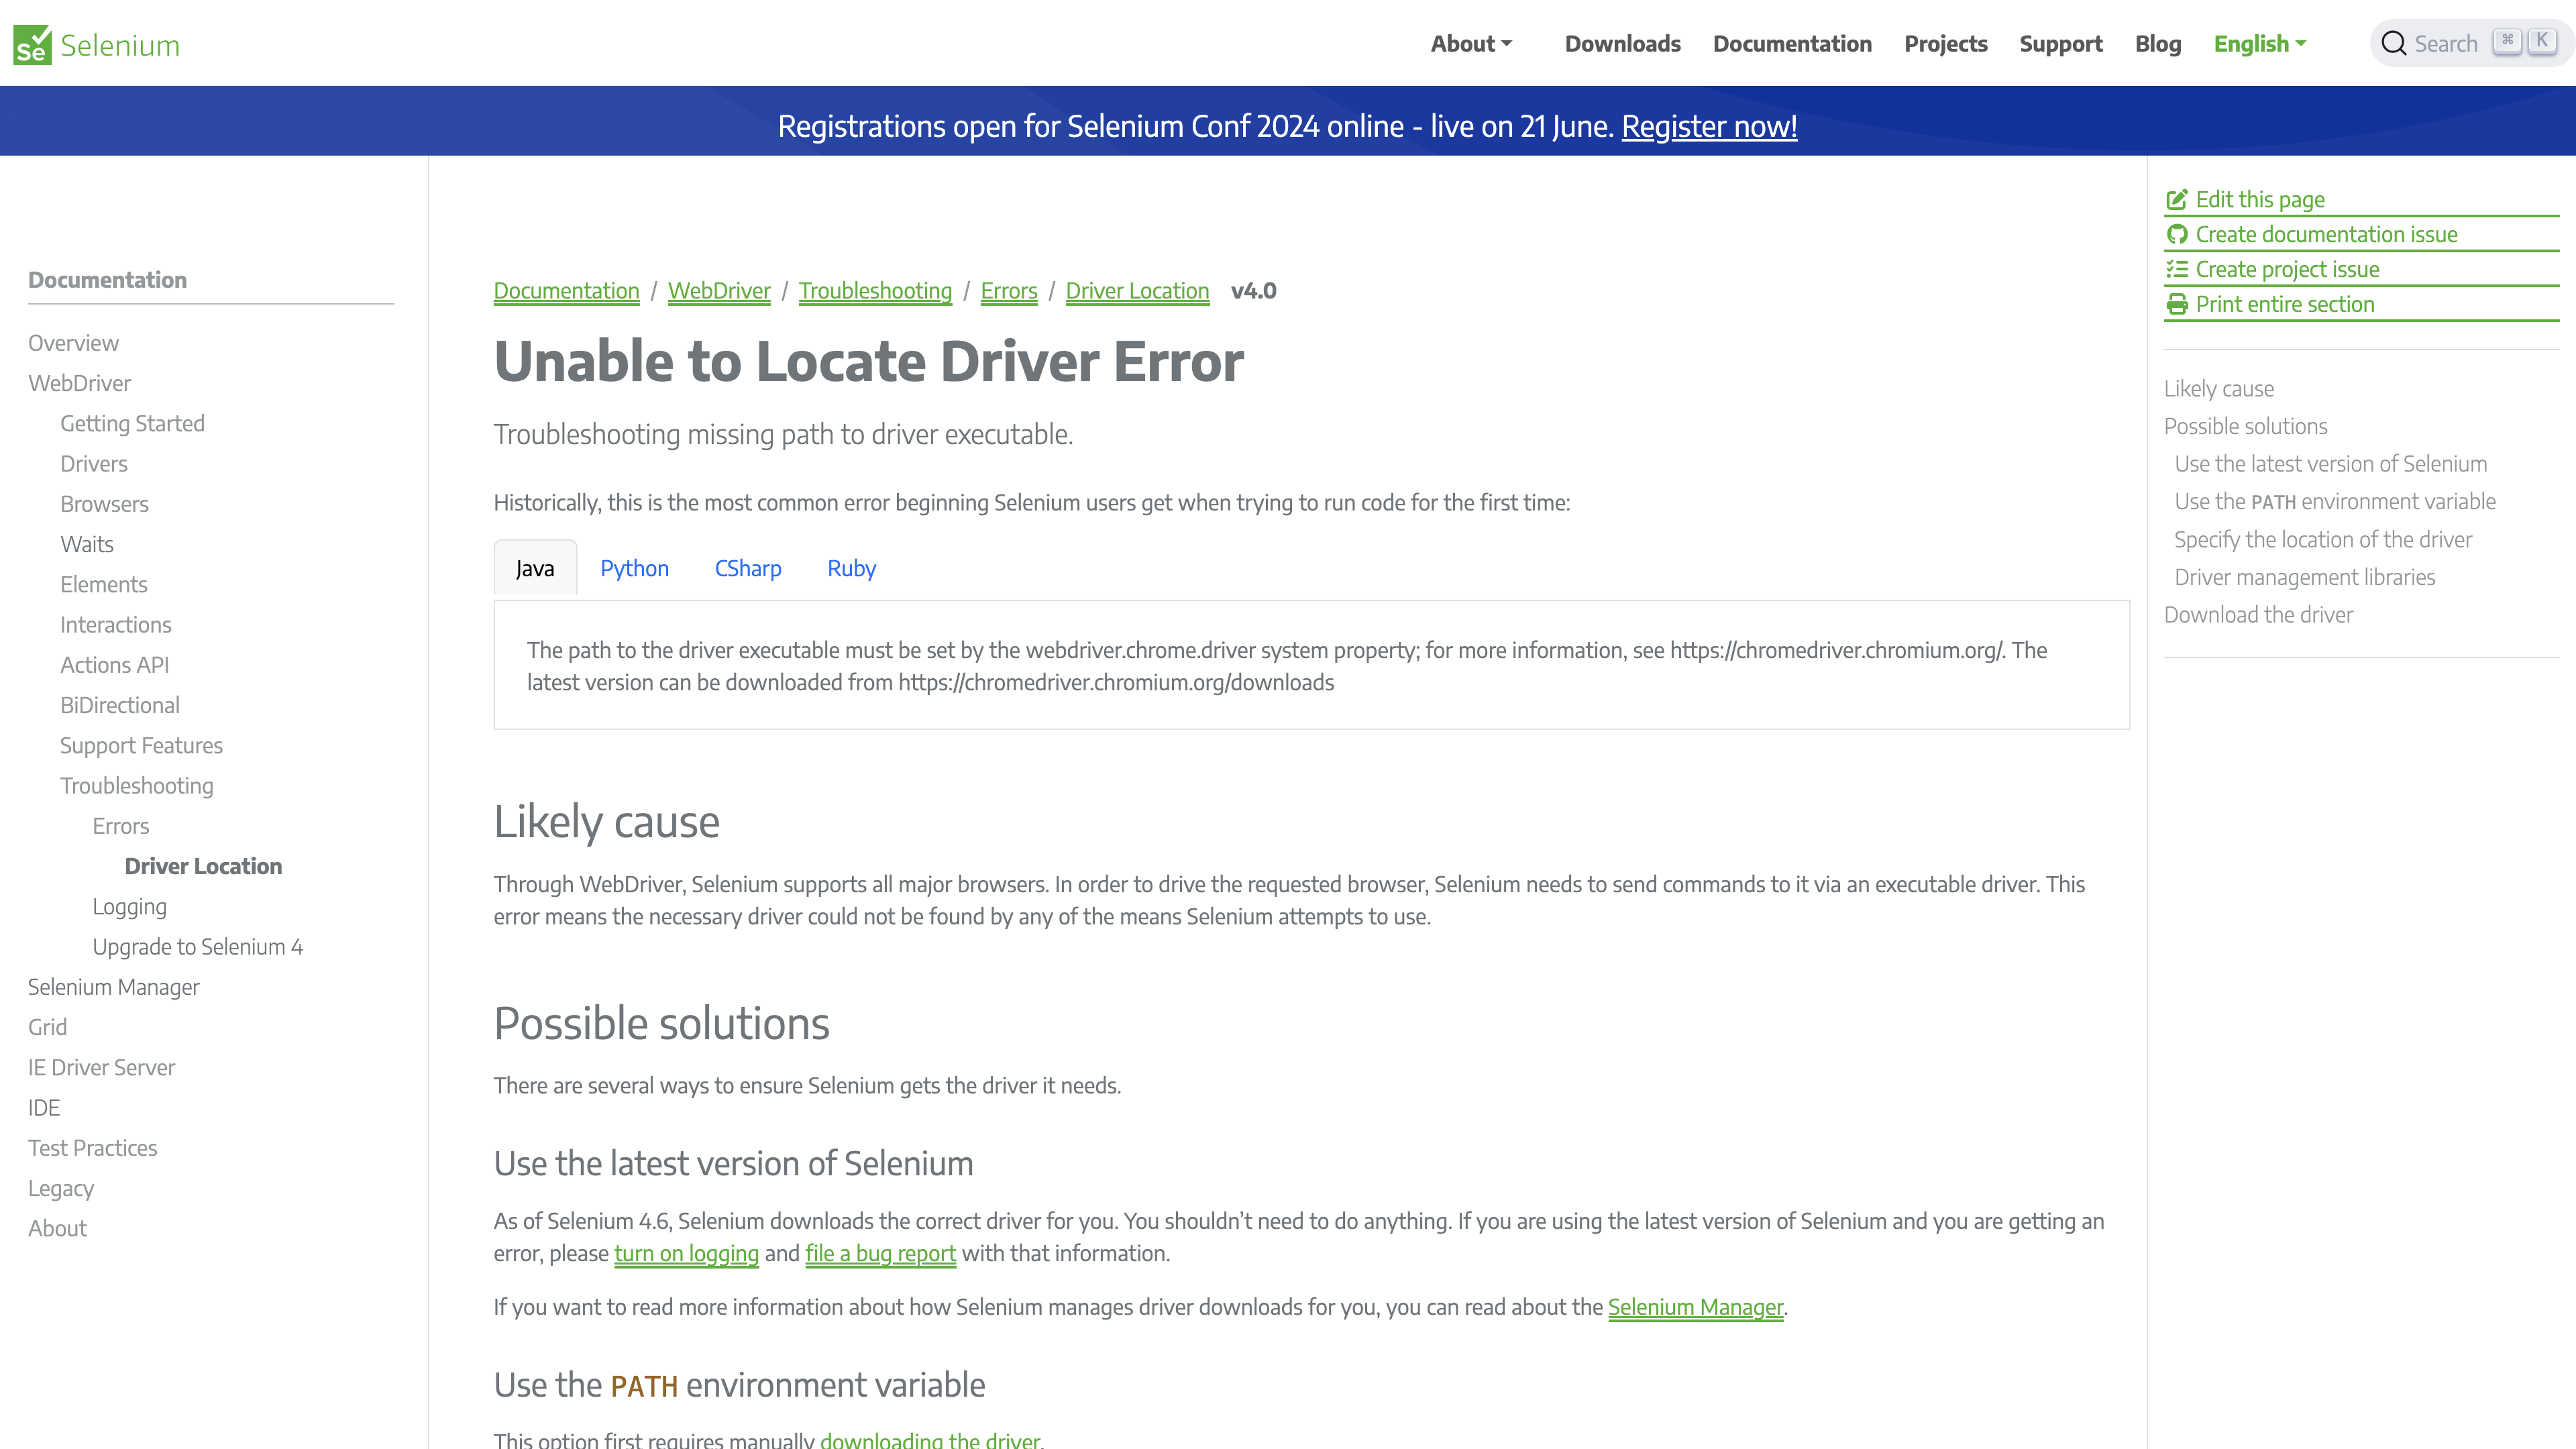 Se Selenium
About
Downloads
Documentation
Projects
Support
Blog
English
Search ⌘ K
Registrations open for Selenium Conf 2024 online - live on 21 June. Register now!
Documentation
Overview
WebDriver
Getting Started
Drivers
Browsers
Waits
Elements
Interactions
Actions API
BiDirectional
Support Features
Troubleshooting
Errors
Driver Location
Logging
Upgrade to Selenium 4
Selenium Manager
Grid
IE Driver Server
IDE
Test Practices
Legacy
About
Documentation / WebDriver / Troubleshooting / Errors / Driver Location v4.0
Unable to Locate Driver Error
Troubleshooting missing path to driver executable.
Historically, this is the most common error beginning Selenium users get when trying to run code for the first time:
Java Python CSharp Ruby
The path to the driver executable must be set by the webdriver.chrome.driver system property; for more information, see https://chromedriver.chromium.org/. The
latest version can be downloaded from https://chromedriver.chromium.org/downloads
Likely cause
Through WebDriver, Selenium supports all major browsers. In order to drive the requested browser, Selenium needs to send commands to it via an executable driver. This
error means the necessary driver could not be found by any of the means Selenium attempts to use.
Possible solutions
There are several ways to ensure Selenium gets the driver it needs.
Use the latest version of Selenium
As of Selenium 4.6, Selenium downloads the correct driver for you. You shouldn’t need to do anything. If you are using the latest version of Selenium and you are getting an
error, please turn on logging and file a bug report with that information.
If you want to read more information about how Selenium manages driver downloads for you, you can read about the Selenium Manager.
Use the PATH environment variable
This option first requires manually downloading the driver.
Edit this page
Create documentation issue
Create project issue
Print entire section
Likely cause
Possible solutions
Use the latest version of Selenium
Use the PATH environment variable
Specify the location of the driver
Driver management libraries
Download the driver